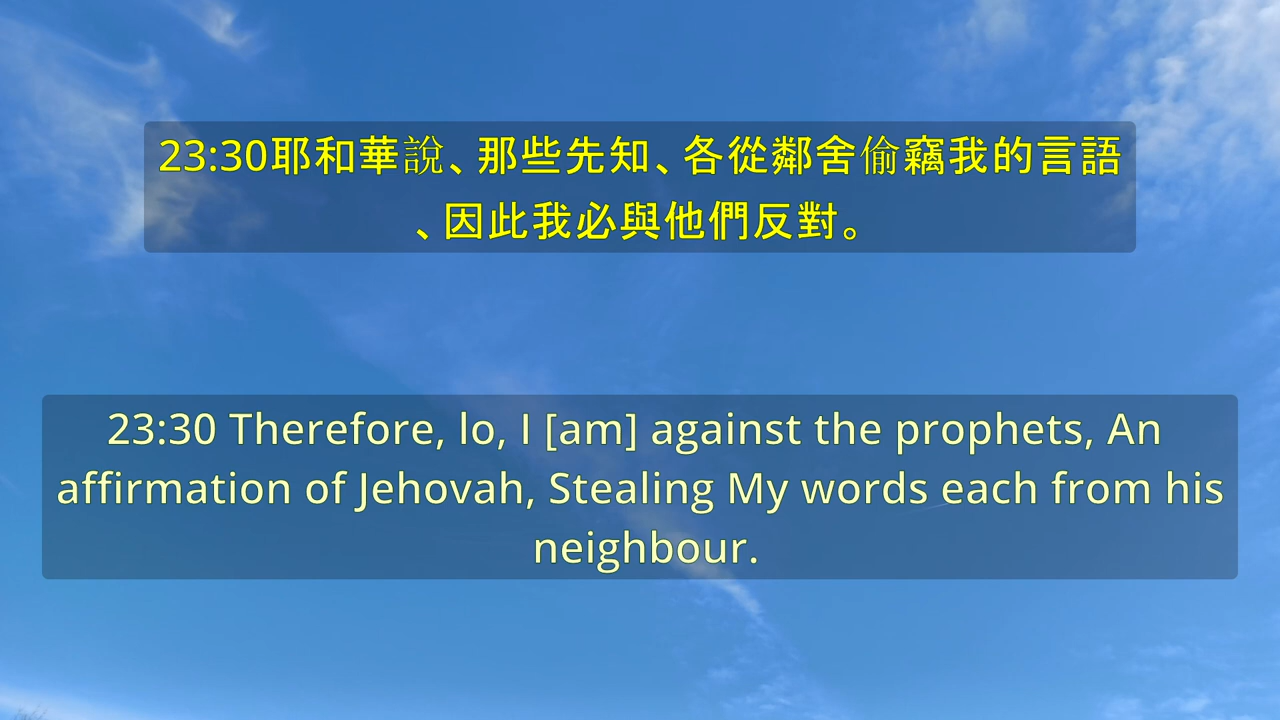 23:30耶和華說、那些先知、各從鄰舍偷竊我的言語
、因此我必與他們反對。
23:30 Therefore, lo, I [am] against the prophets, An
affirmation of Jehovah, Stealing My words each from his
neighbour.